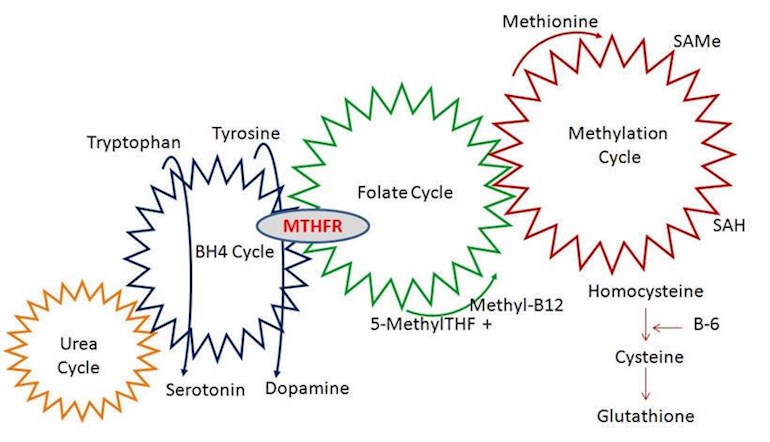 Methionine
SAMe
Tryptophan
Tyrosine
Methylation
Cycle
Folate Cycle
MTHFR
SAH
BH4 Cycle
Homocysteine
Methyl-B12
5-MethylTHF +
B-6
Urea
Cycle
Cysteine
Serotonin
Dopamine
Glutathione